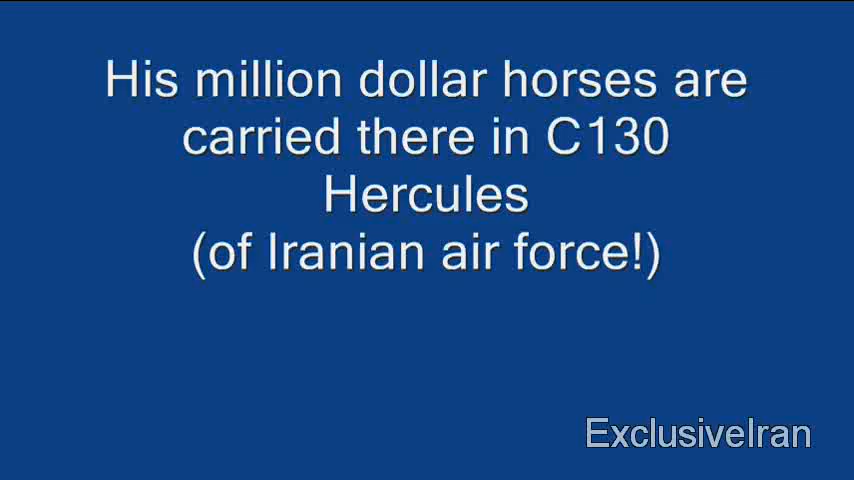 His million dollar horses are
carried there in C130
Hercules
(of Iranian air force!)
ExclusiveIran